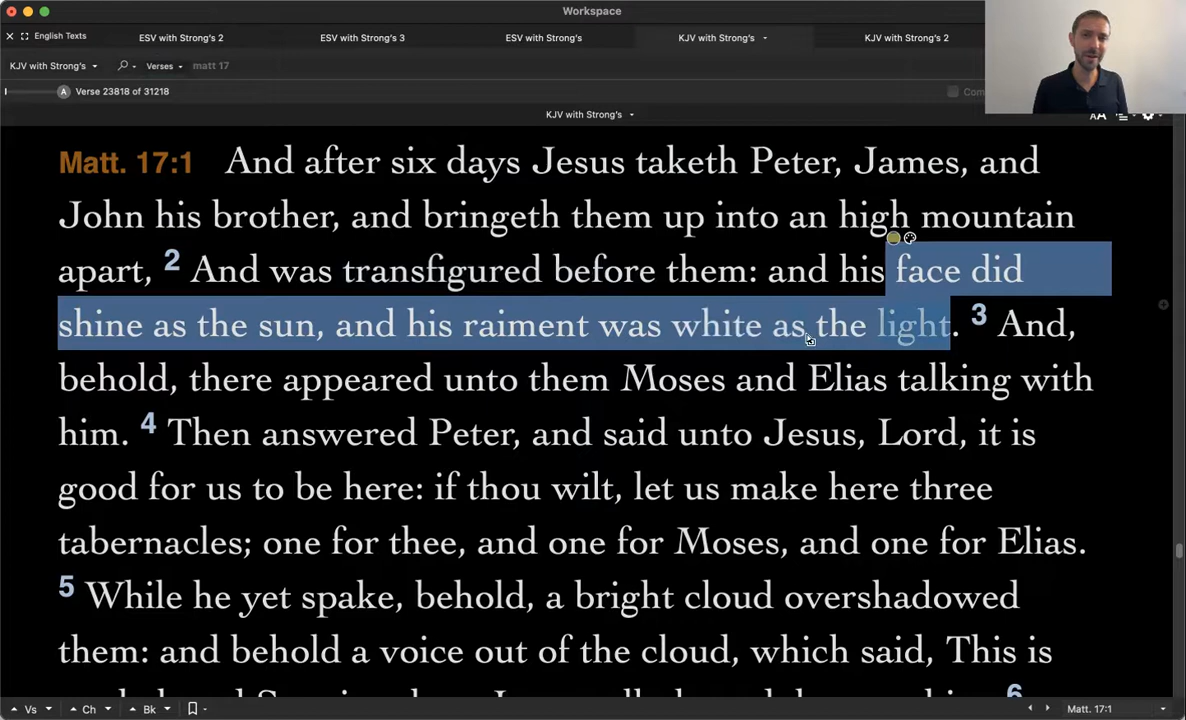 Workspace
English Texts ESV with Strong's 2 ESV with Strong's 3 ESV with Strong's KJV with Strong's KJV with Strong's 2
KJV with Strong's Verses matt 17
A Verse 23818 of 31218 Com
KJV with Strong's AA
Matt. 17:1 And after six days Jesus taketh Peter, James, and
John his brother, and bringeth them up into an high mountain
apart, 2 And was transfigured before them: and his face did
shine as the sun, and his raiment was white as the light. 3 And,
behold, there appeared unto them Moses and Elias talking with
him. 4 Then answered Peter, and said unto Jesus, Lord, it is
good for us to be here: if thou wilt, let us make here three
tabernacles; one for thee, and one for Moses, and one for Elias.
5 While he yet spake, behold, a bright cloud overshadowed
them: and behold a voice out of the cloud, which said, This is
6
Vs Ch Bk Matt. 17:1